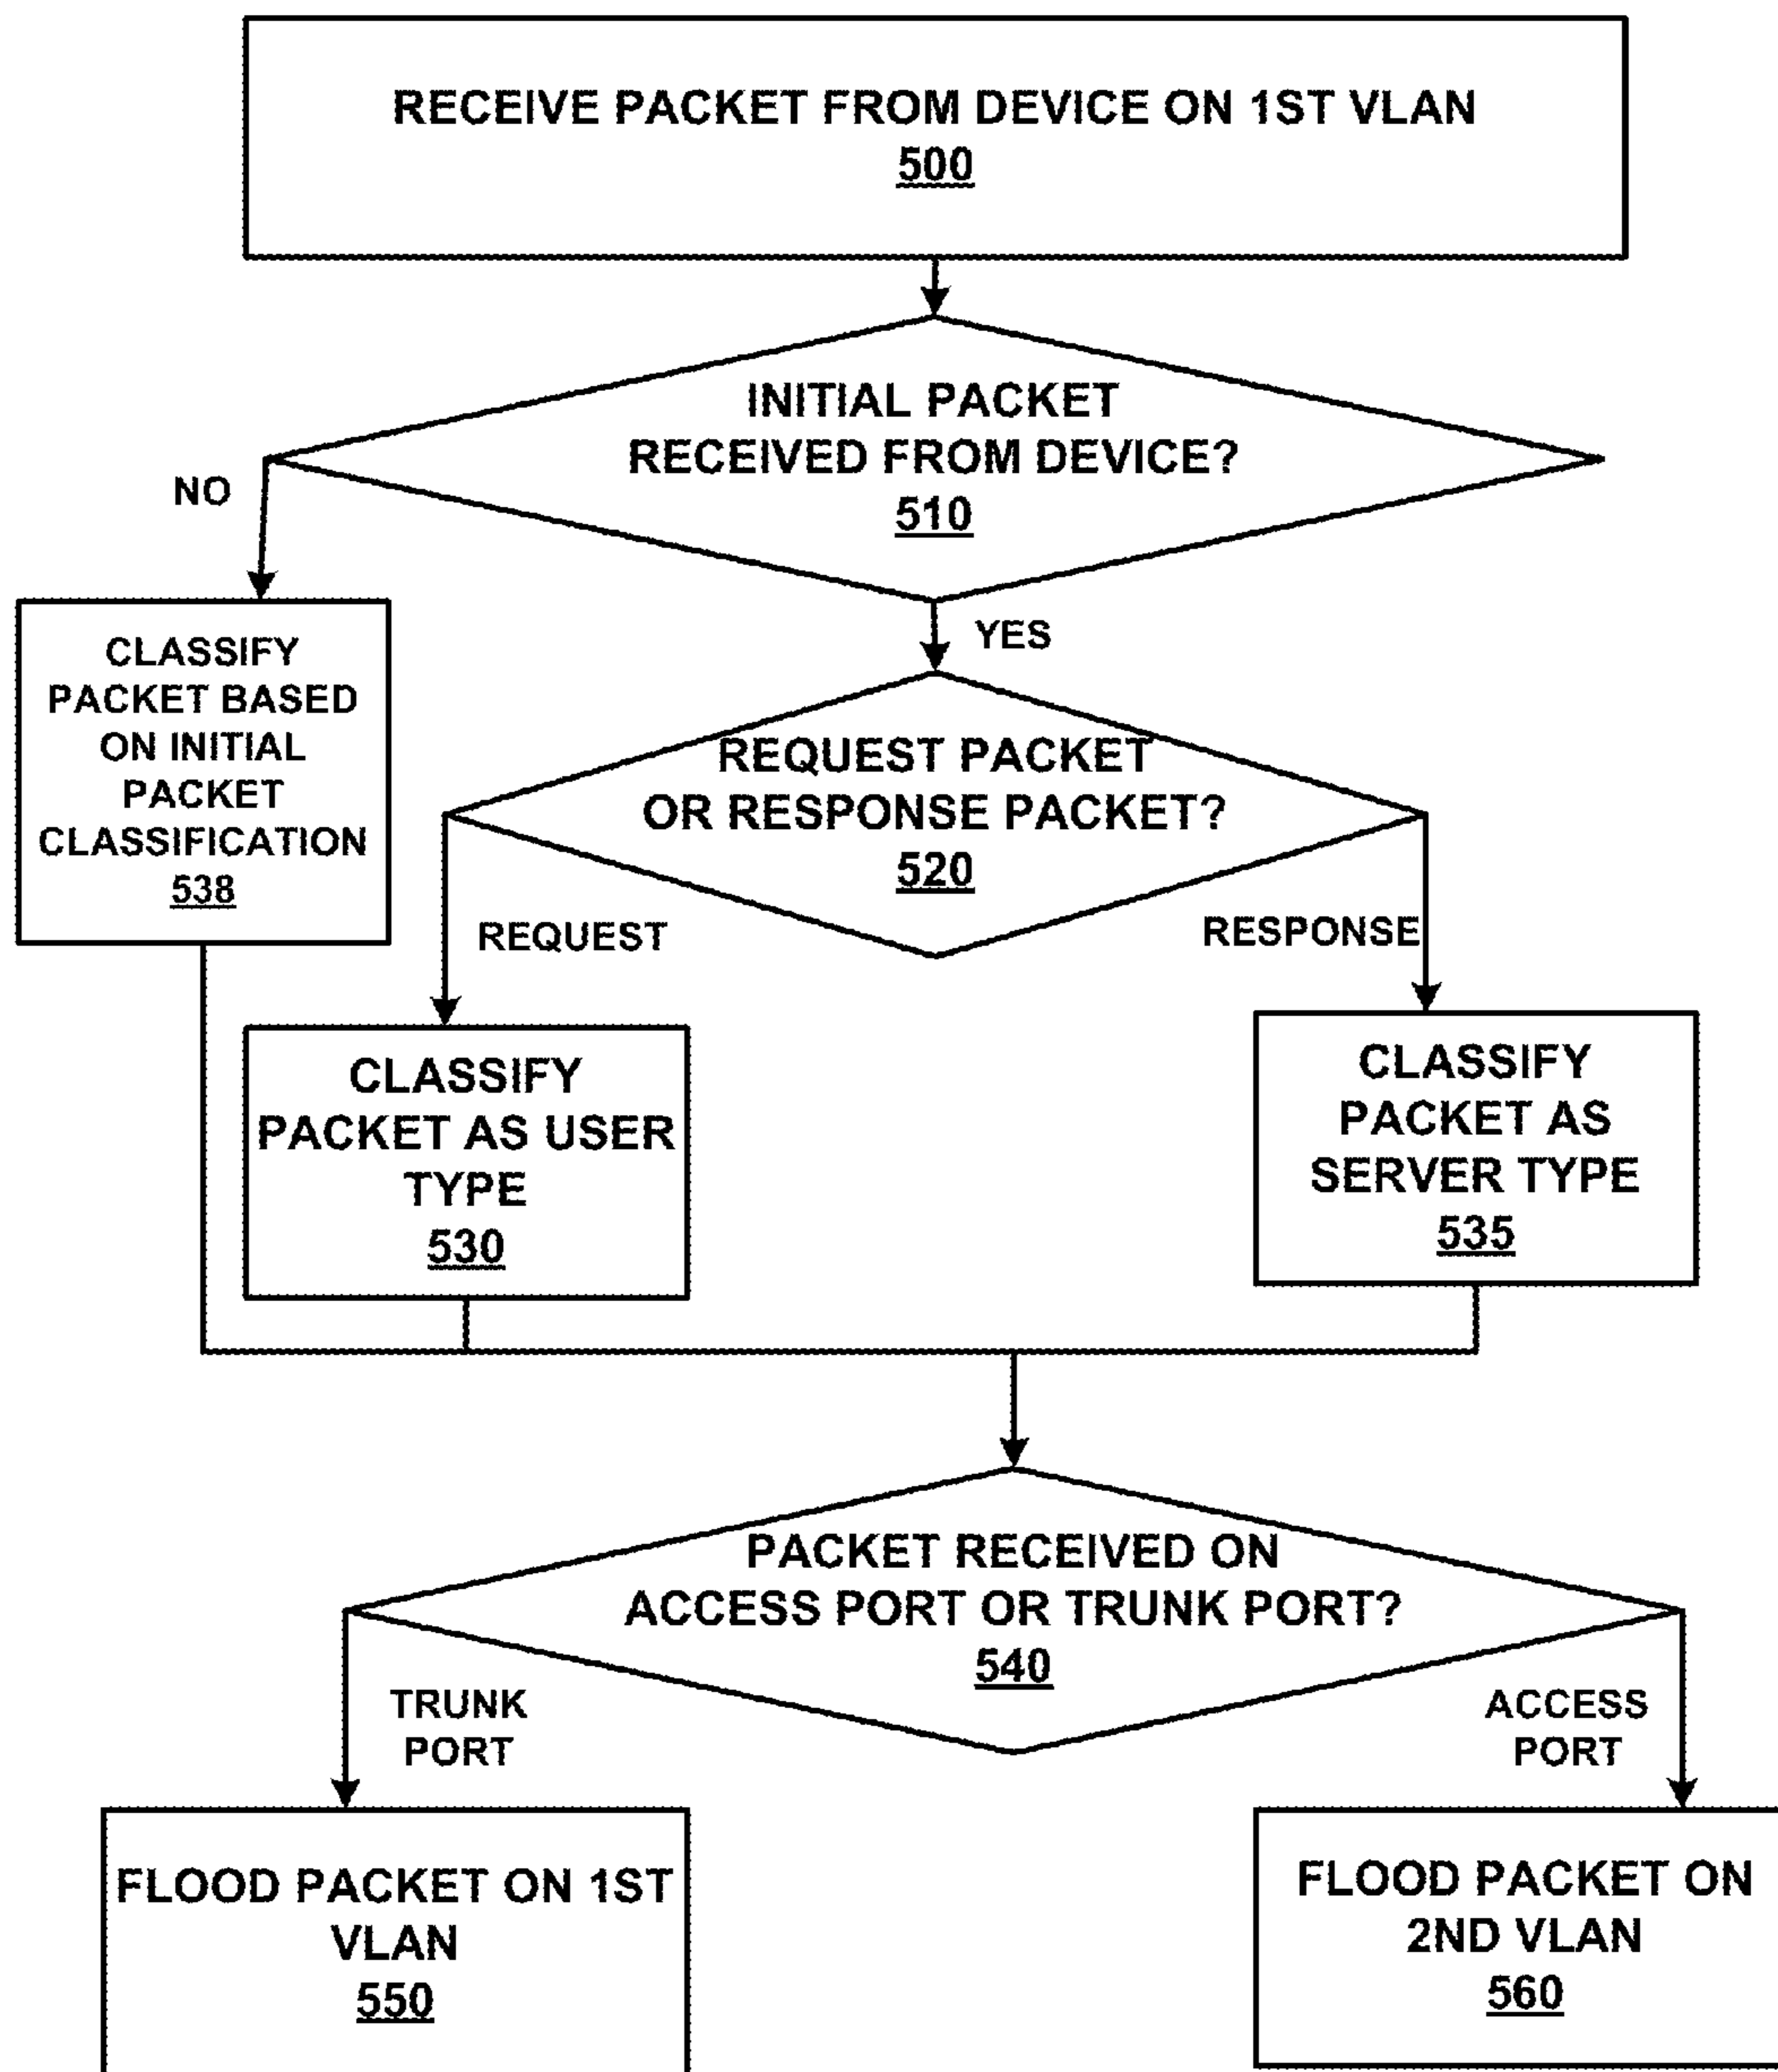 RECEIVE PACKET FROM DEVICE ON 1ST VLAN
500
INITIAL PACKET
RECEIVED FROM DEVICE?
510
NO
YES
CLASSIFY
PACKET BASED
ON INITIAL
PACKET
CLASSIFICATION
538
REQUEST PACKET
OR RESPONSE PACKET?
520
REQUEST
RESPONSE
CLASSIFY
PACKET AS USER
TYPE
530
CLASSIFY
PACKET AS
SERVER TYPE
535
PACKET RECEIVED ON
ACCESS PORT OR TRUNK PORT?
540
TRUNK
PORT
ACCESS
PORT
FLOOD PACKET ON 1ST
VLAN
550
FLOOD PACKET ON
2ND VLAN
560